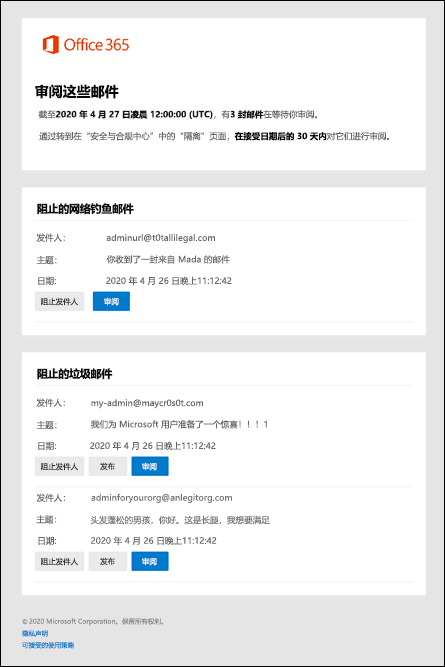 Office 365
审阅这些邮件
截至2020 年 4 月 27 日凌晨 12:00:00 (UTC)，有3 封邮件在等待你审阅。
通过转到在“安全与合规中心”中的“隔离”页面，在接受日期后的 30 天内对它们进行审阅。
阻止的网络钓鱼邮件
发件人： adminurl@t0tallilegal.com
主题： 你收到了一封来自 Mada 的邮件
日期: 2020 年 4 月 26 日晚上11:12:42
阻止发件人 审阅
阻止的垃圾邮件
发件人： my-admin@maycr0s0t.com
主题： 我们为 Microsoft 用户准备了一个惊喜！！！1
日期: 2020 年 4 月 26 日晚上11:12:42
阻止发件人 发布 审阅
发件人： adminforyourorg@anlegitorg.com
主题： 头发蓬松的男孩，你好。这是长腿，我想要满足
日期: 2020 年 4 月 26 日晚上11:12:42
阻止发件人 发布 审阅
© 2020 Microsoft Corporation。保留所有权利。
隐私声明
可接受的使用策略